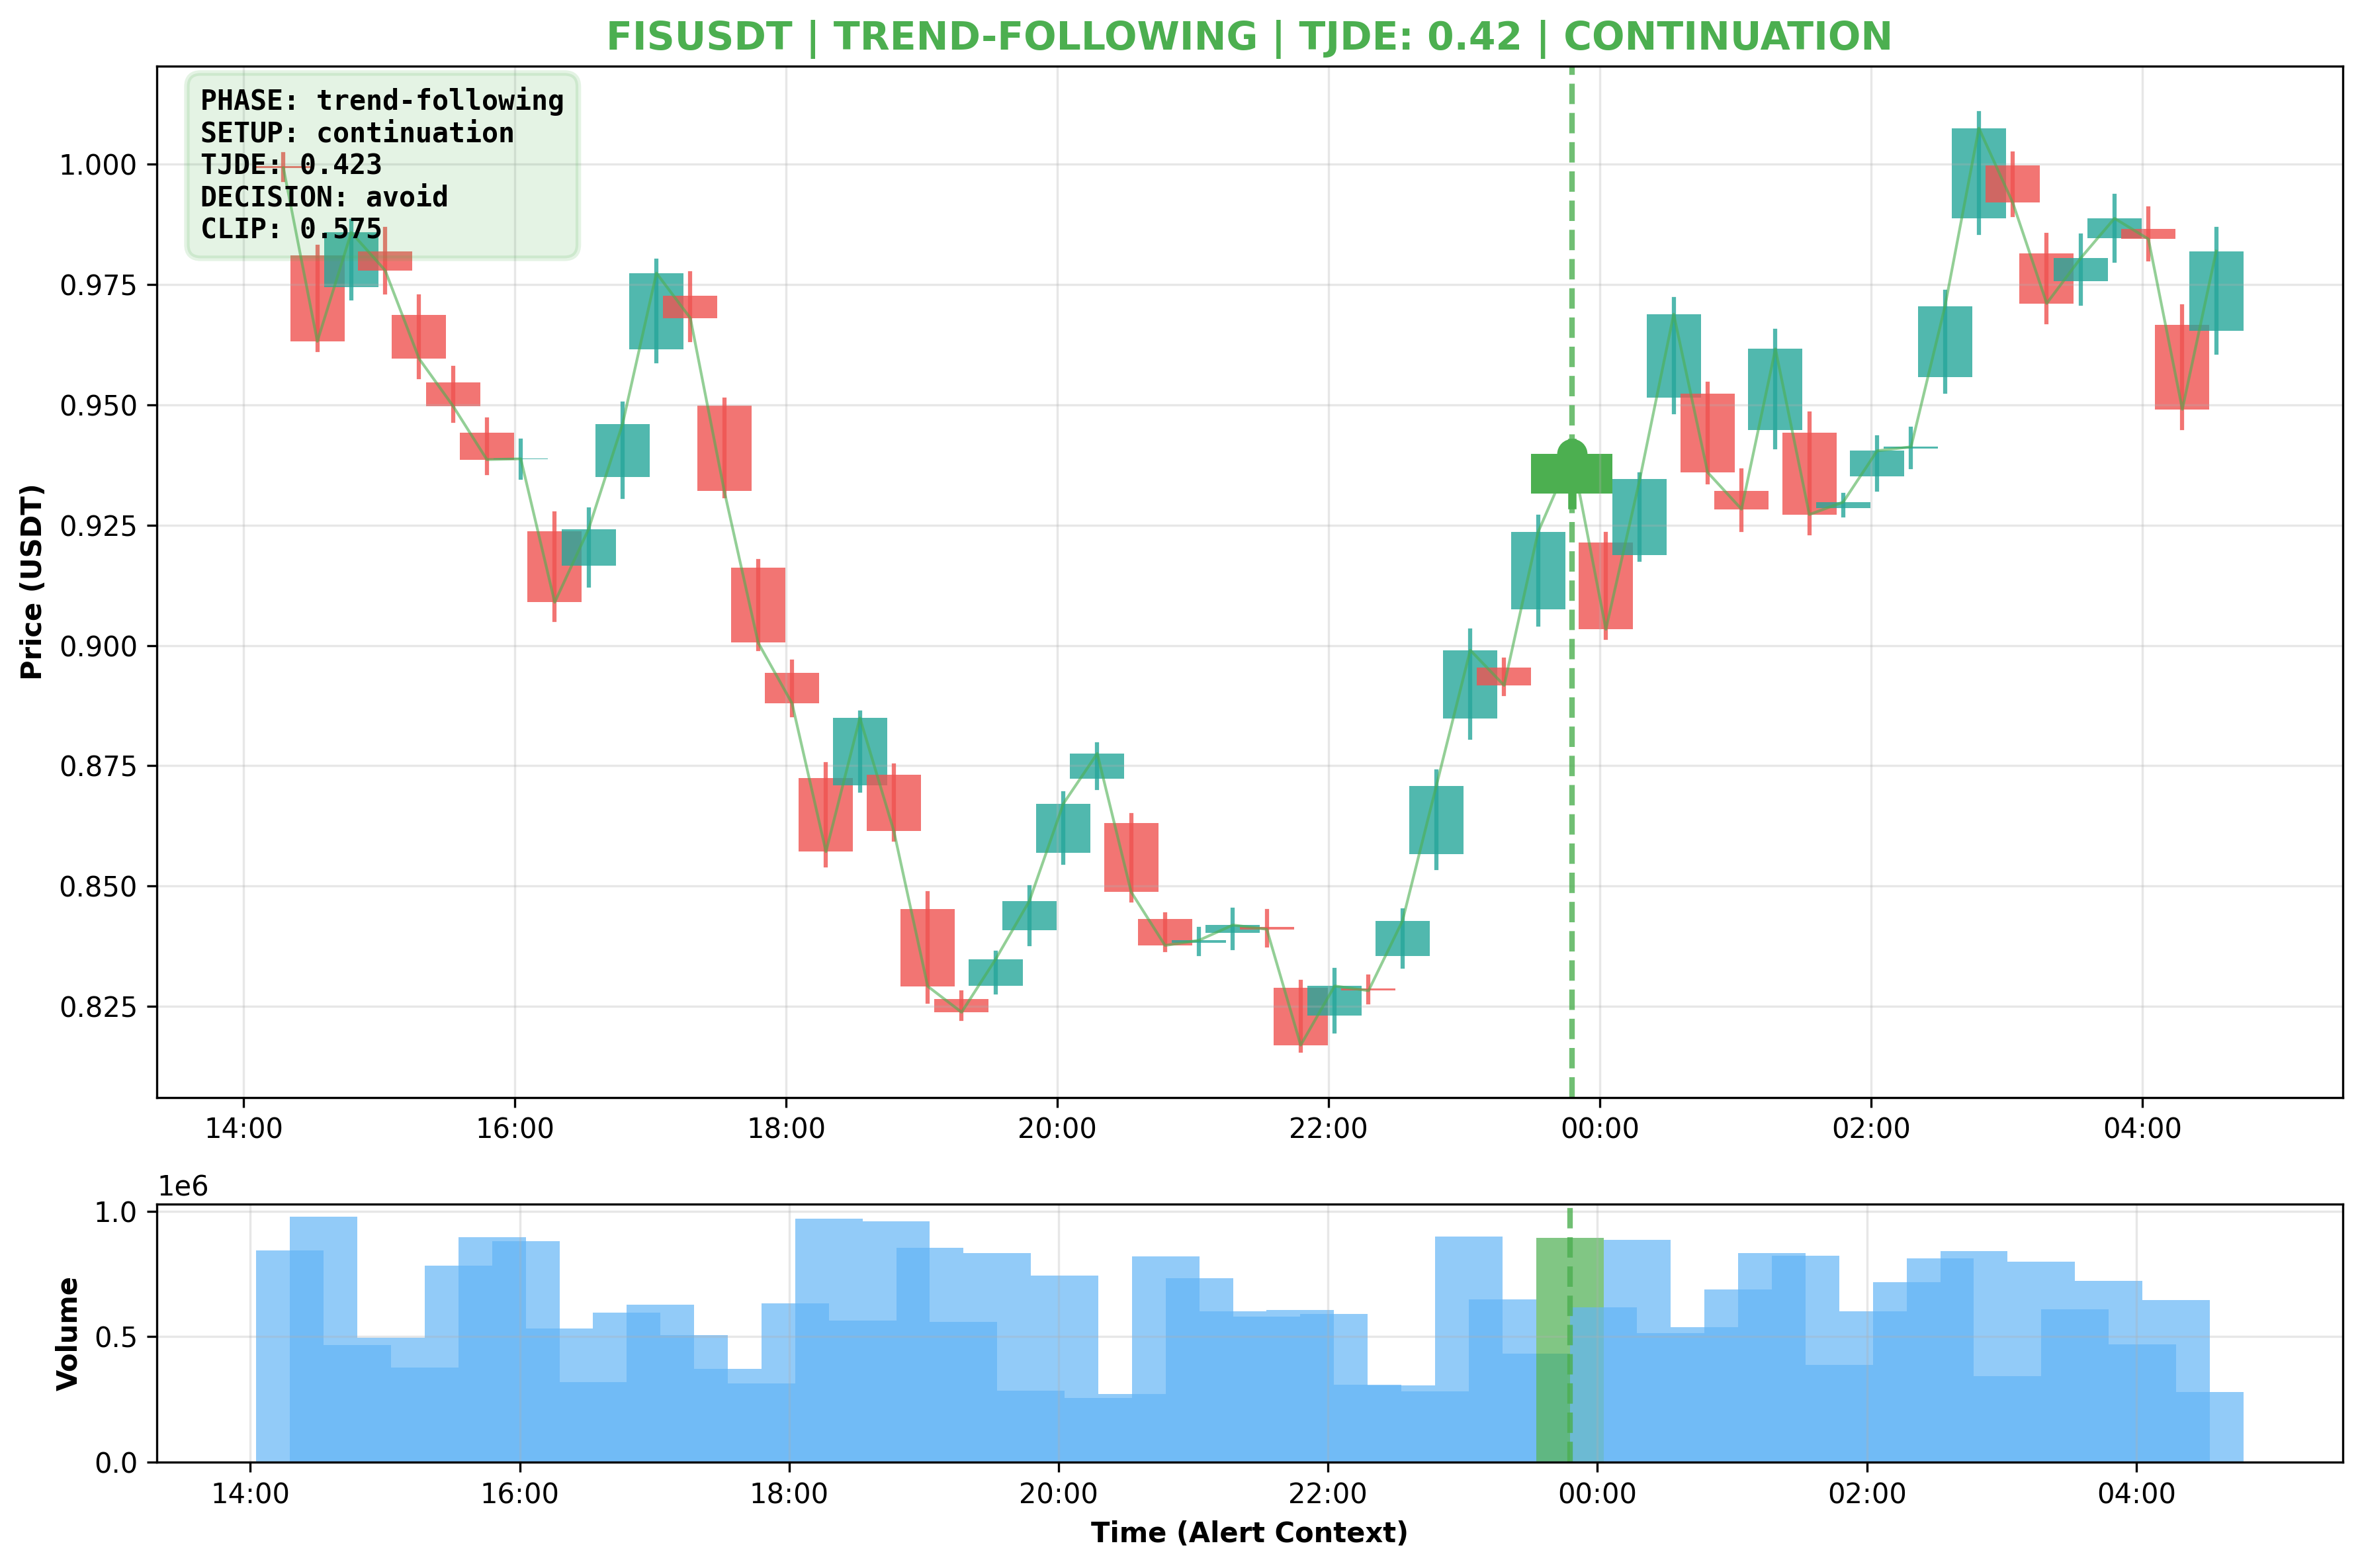 FISUSDT | TREND-FOLLOWING | TJDE: 0.42 | CONTINUATION
PHASE: trend-following
SETUP: continuation
TJDE: 0.423
DECISION: avoid
CLIP: 0.575
Price (USDT)
1.000
0.975
0.950
0.925
0.900
0.875
0.850
0.825
14:00 16:00 18:00 20:00 22:00 00:00 02:00 04:00
1e6
Volume
1.0
0.5
0.0
14:00 16:00 18:00 20:00 22:00 00:00 02:00 04:00
Time (Alert Context)